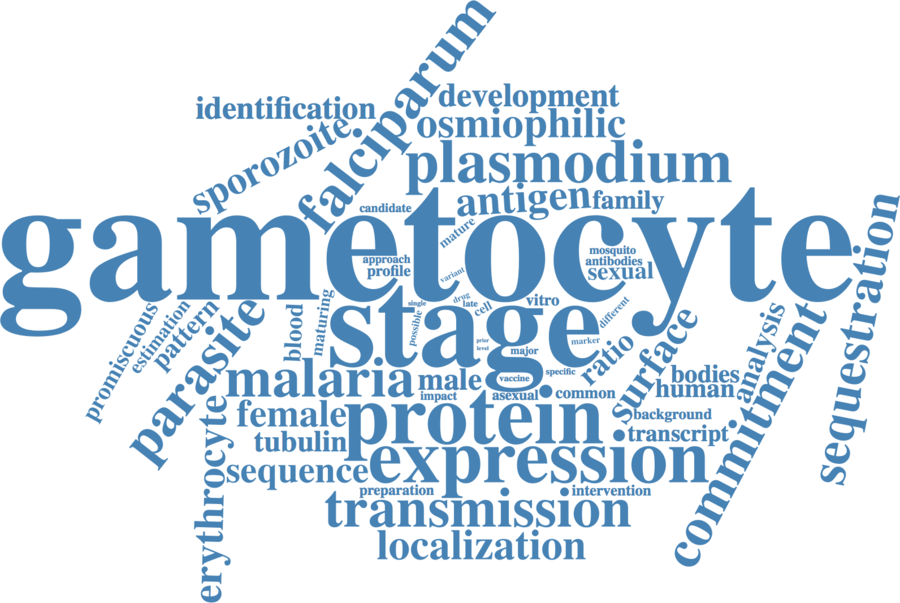 falciparum
identification
development
sporozoite
osmiophilic
plasmodium
antigen
family
candidate
mature
gametocyte
mosquito
approach
antibodies
profile
sexual
variant
sequestration
single
drug
late
vitro
cell
different
possible
promiscuous
estimation
pattern
parasite
blood
maturing
stage
prior
level
major
marker
ratio
surface
analysis
commitment
malaria
male
vaccine
specific
bodies
human
impact
asexual
common
female
protein
background
tubulin
transcript
erythrocyte
sequence
expression
preparation
intervention
transmission
localization